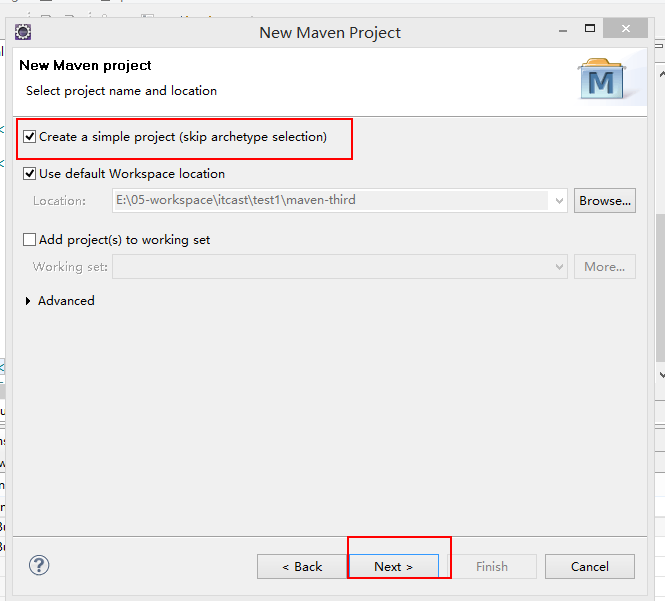 New Maven Project
New Maven project
Select project name and location
M
Create a simple project (skip archetype selection)
Use default Workspace location
Location: E:\05-workspace\itcast\test1\maven-third Browse...
Add project(s) to working set
Working set: More...
Advanced
? < Back Next > Finish Cancel